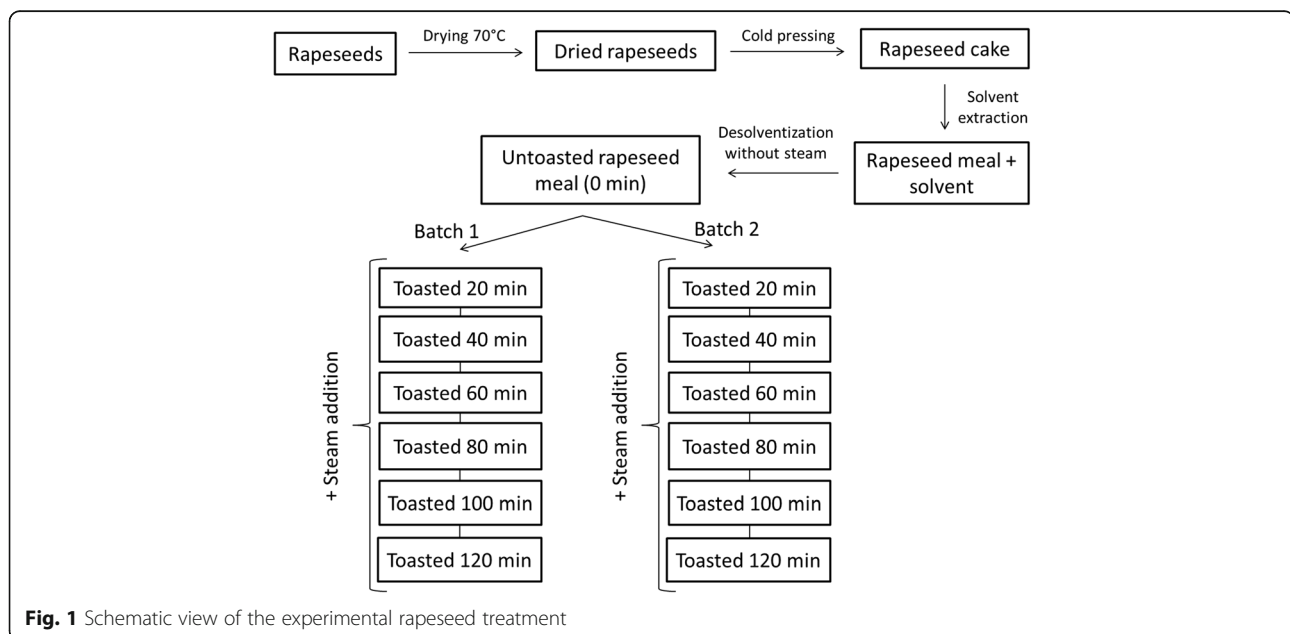 Rapeseeds
Drying 70°C
Dried rapeseeds
Cold pressing
Rapeseed cake
Solvent
extraction
Rapeseed meal +
solvent
Desolventization
without steam
Untoasted rapeseed
meal (0 min)
Batch 1
Batch 2
+ Steam addition
Toasted 20 min
Toasted 40 min
Toasted 60 min
Toasted 80 min
Toasted 100 min
Toasted 120 min
+ Steam addition
Toasted 20 min
Toasted 40 min
Toasted 60 min
Toasted 80 min
Toasted 100 min
Toasted 120 min
Fig. 1 Schematic view of the experimental rapeseed treatment